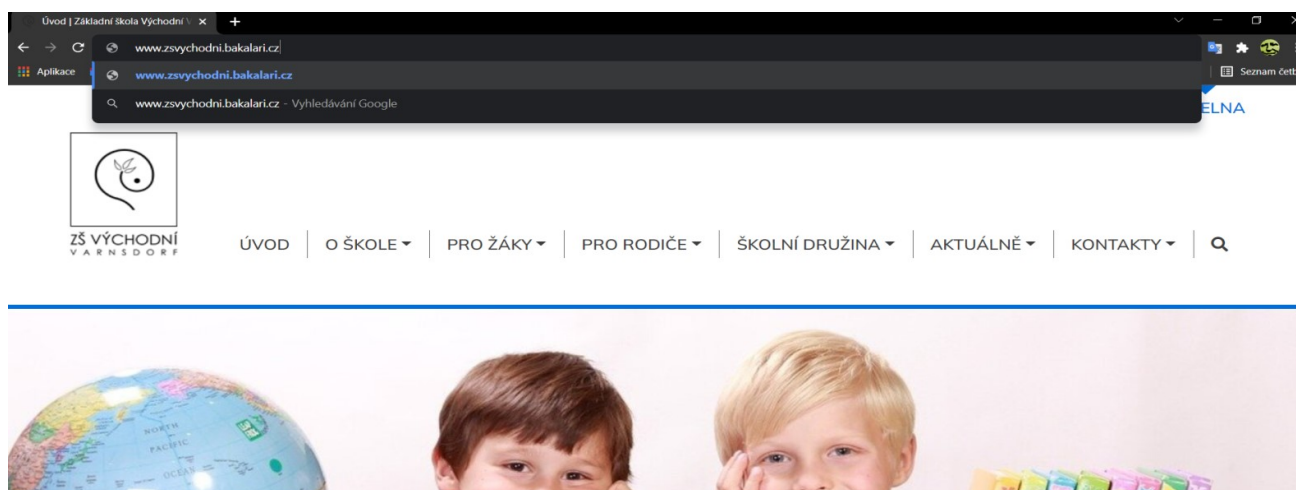 Úvod | Základní škola Východní V
www.zsvychodni.bakalari.cz
Aplikace
www.zsvychodni.bakalari.cz
Seznam četb
www.zsvychodni.bakalari.cz - Vyhledávání Google
ELNA
ZŠ VÝCHODNÍ
VARNSDORF
ÚVOD O ŠKOLE PRO ŽÁKY PRO RODIČE ŠKOLNÍ DRUŽINA AKTUÁLNĚ KONTAKTY
NORTH
PACIFIC
OCEAN